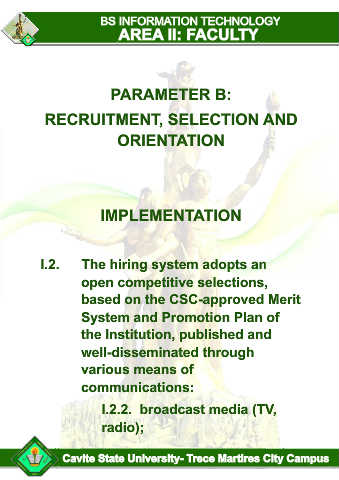 BS INFORMATION TECHNOLOGY
AREA II: FACULTY
PARAMETER B:
RECRUITMENT, SELECTION AND
ORIENTATION
IMPLEMENTATION
I.2. The hiring system adopts an
open competitive selections,
based on the CSC-approved Merit
System and Promotion Plan of
the Institution, published and
well-disseminated through
various means of
communications:
I.2.2. broadcast media (TV,
radio);
Cavite State University- Trece Martires City Campus